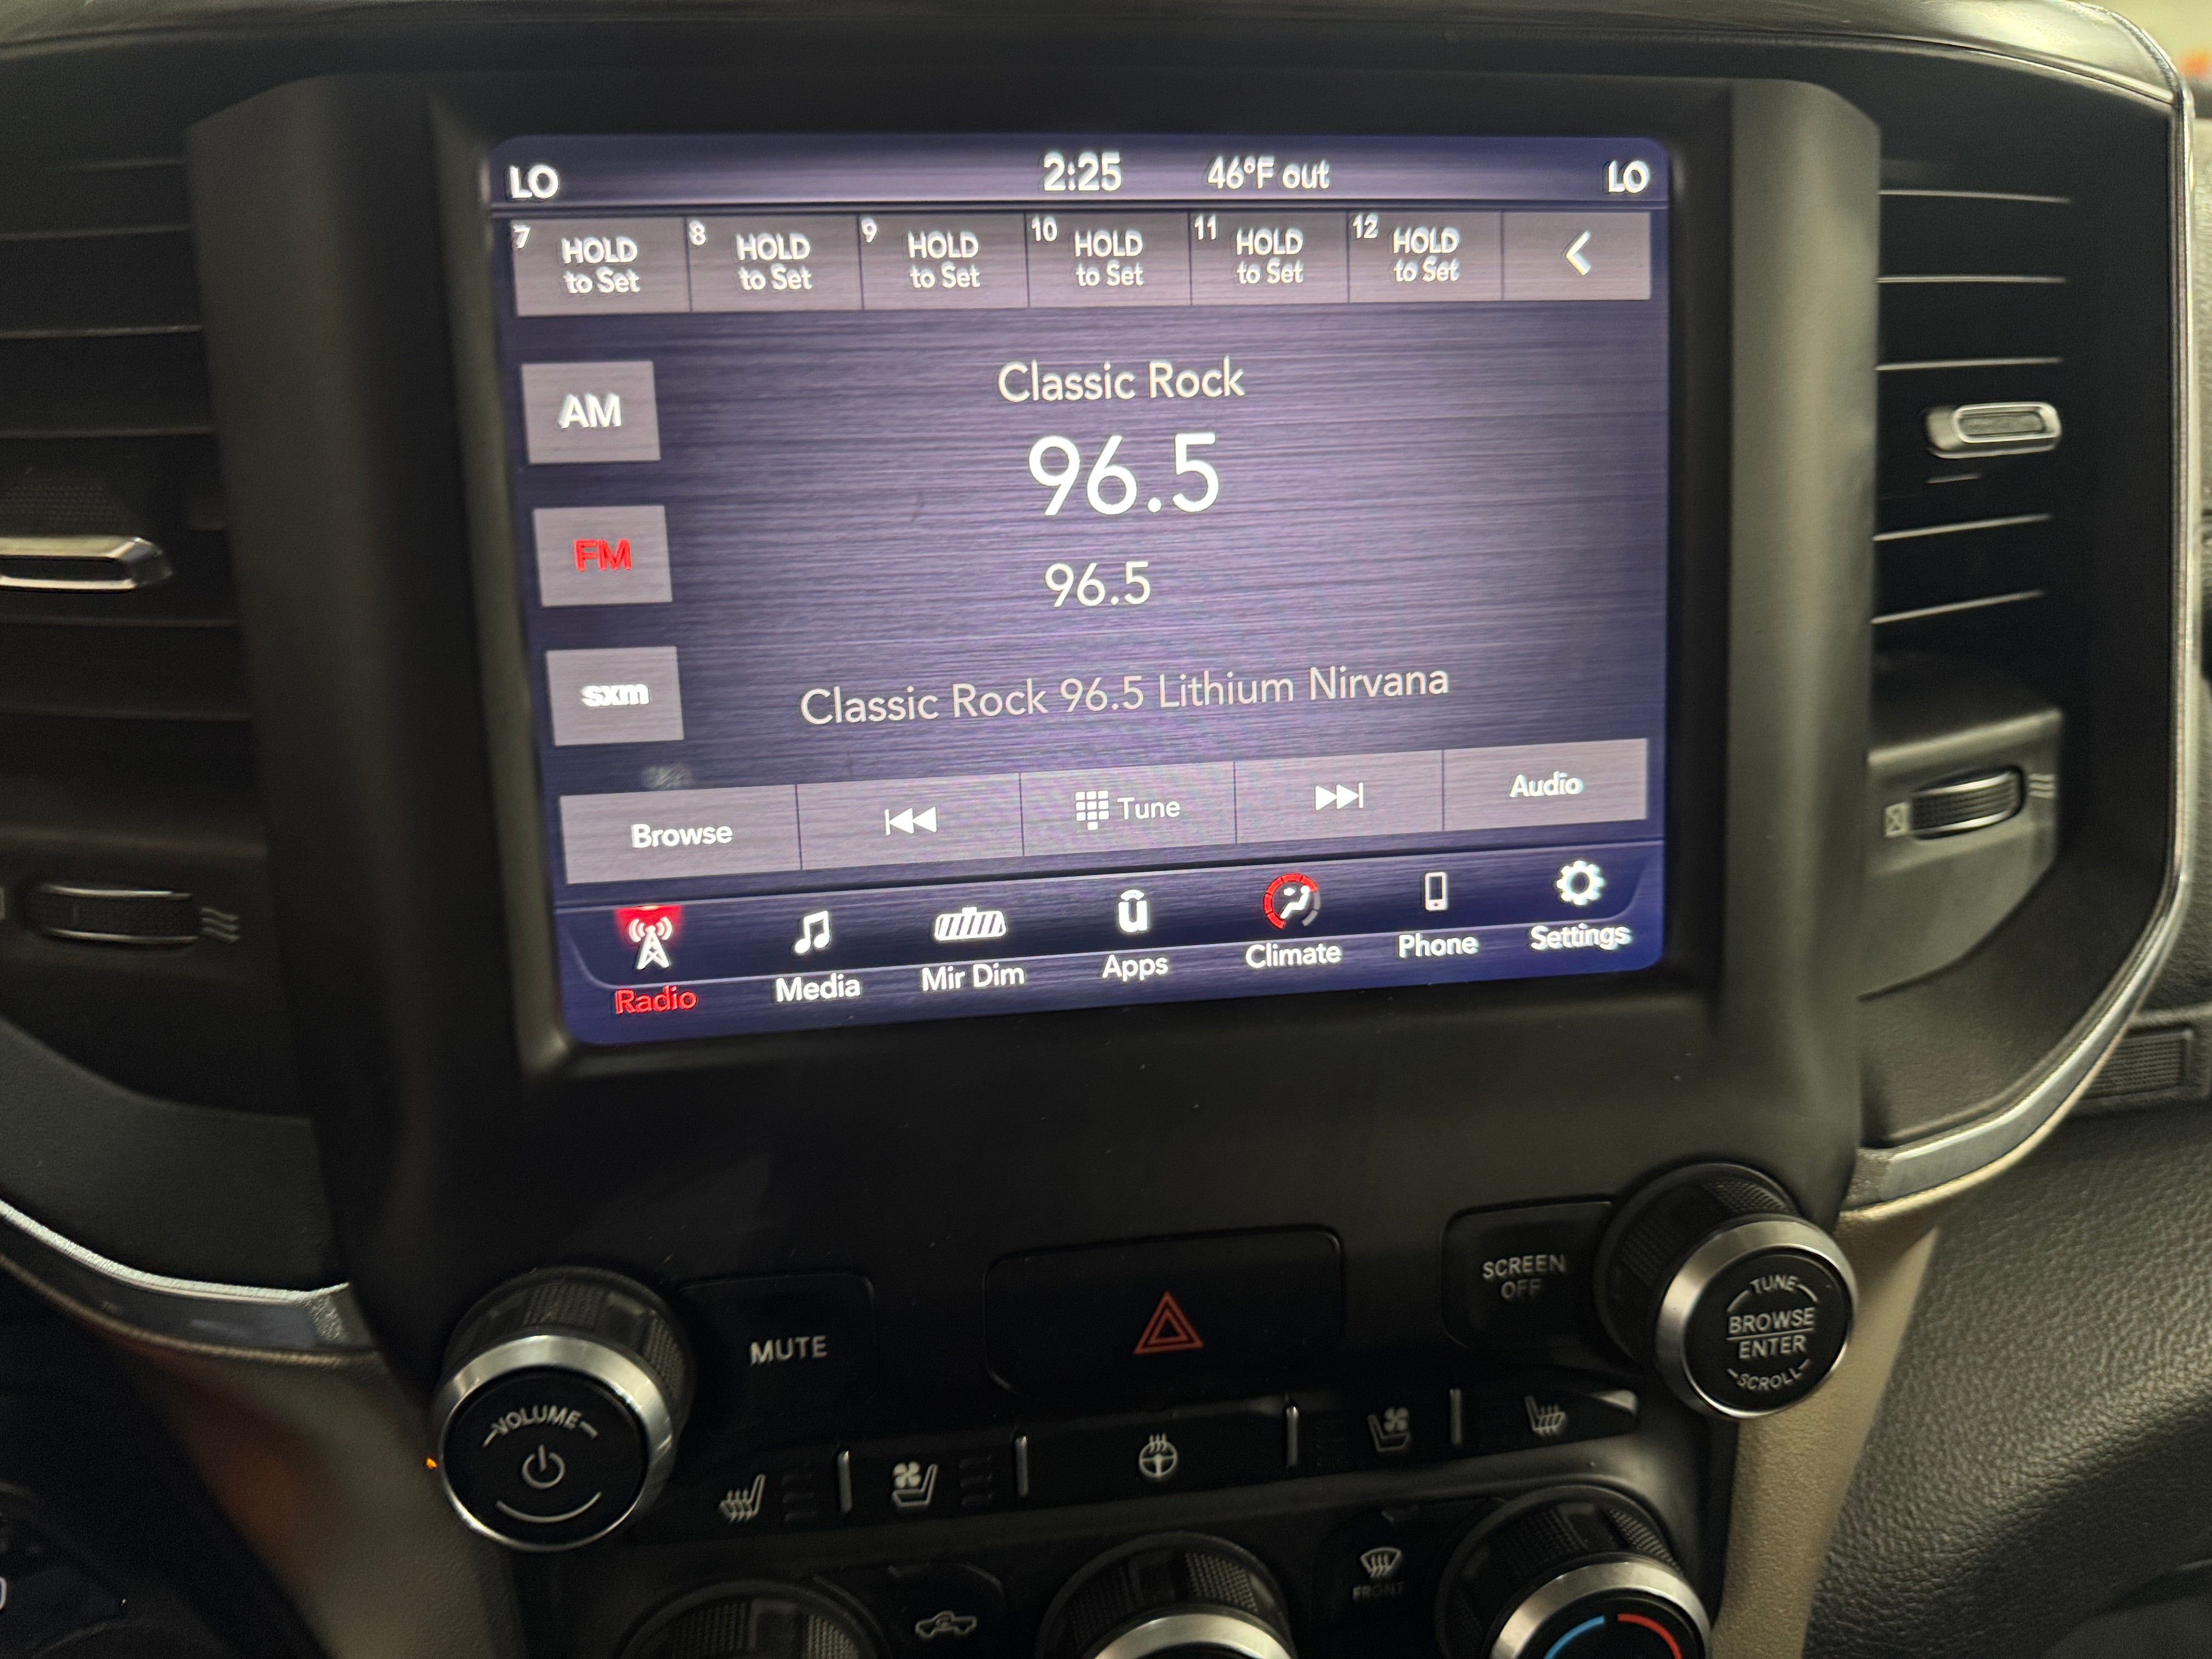 LO 2:25 46°F out LO
7 HOLD to Set
8 HOLD to Set
9 HOLD to Set
10 HOLD to Set
11 HOLD to Set
12 HOLD to Set
Classic Rock
AM
96.5
FM
96.5
sxm
Classic Rock 96.5 Lithium Nirvana
Browse
Tune
Audio
Radio
Media
Mir Dim
Apps
Climate
Phone
Settings
SCREEN
OFF
TUNE
BROWSE
ENTER
SCROLL
MUTE
VOLUME
FRONT